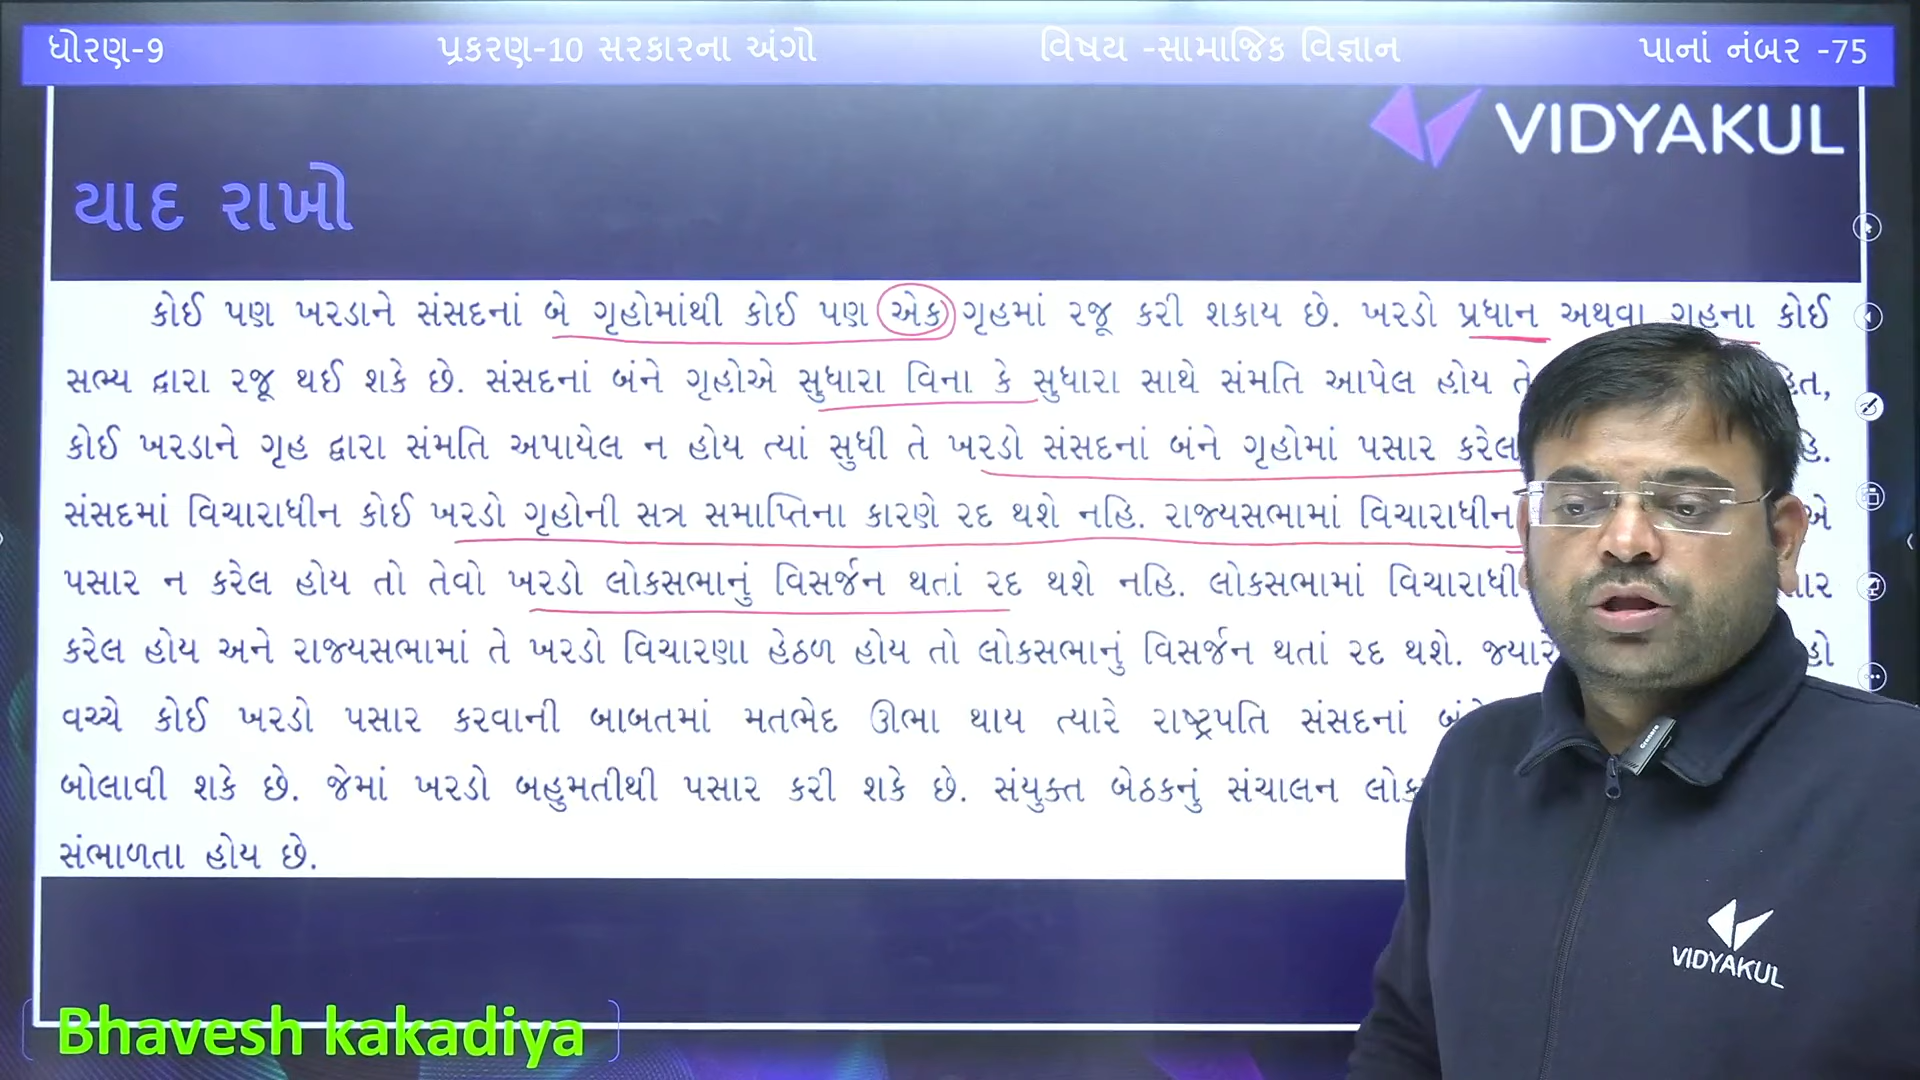 ધોરણ-9 પ્રકરણ-10 સરકારના અંગો વિષય -સામાજિક વિજ્ઞાન પાનાં નંબર -75
VIDYAKUL
યાદ રાખો
કોઈ પણ ખરડાને સંસદનાં બે ગૃહોમાંથી કોઈ પણ એક ગૃહમાં રજૂ કરી શકાય છે. ખરડો પ્રધાન અથવા ગૃહના કોઈ
સભ્ય દ્વારા રજૂ થઈ શકે છે. સંસદનાં બંને ગૃહોએ સુધારા વિના કે સુધારા સાથે સંમતિ આપેલ હોય
કોઈ ખરડાને ગૃહ દ્વારા સંમતિ અપાયેલ ન હોય ત્યાં સુધી તે ખરડો સંસદનાં બંને ગૃહોમાં પસાર કરેલ
સંસદમાં વિચારાધીન કોઈ ખરડો ગૃહોની સત્ર સમાપ્તિના કારણે રદ થશે નહિ. રાજ્યસભામાં વિચારાધીન
પસાર ન કરેલ હોય તો તેવો ખરડો લોકસભાનું વિસર્જન થતાં રદ થશે નહિ. લોકસભામાં
કરેલ હોય અને રાજ્યસભામાં તે ખરડો વિચારણા હેઠળ હોય તો લોકસભાનું વિસર્જન થતાં રદ થશે.
વચ્ચે કોઈ ખરડો પસાર કરવાની બાબતમાં મતભેદ ઊભા થાય ત્યારે રાષ્ટ્રપતિ સંસદનાં
બોલાવી શકે છે. જેમાં ખરડો બહુમતીથી પસાર કરી શકે છે. સંયુક્ત બેઠકનું સંચાલન
સંભાળતા હોય છે.
VIDYAKUL
Bhavesh kakadiya